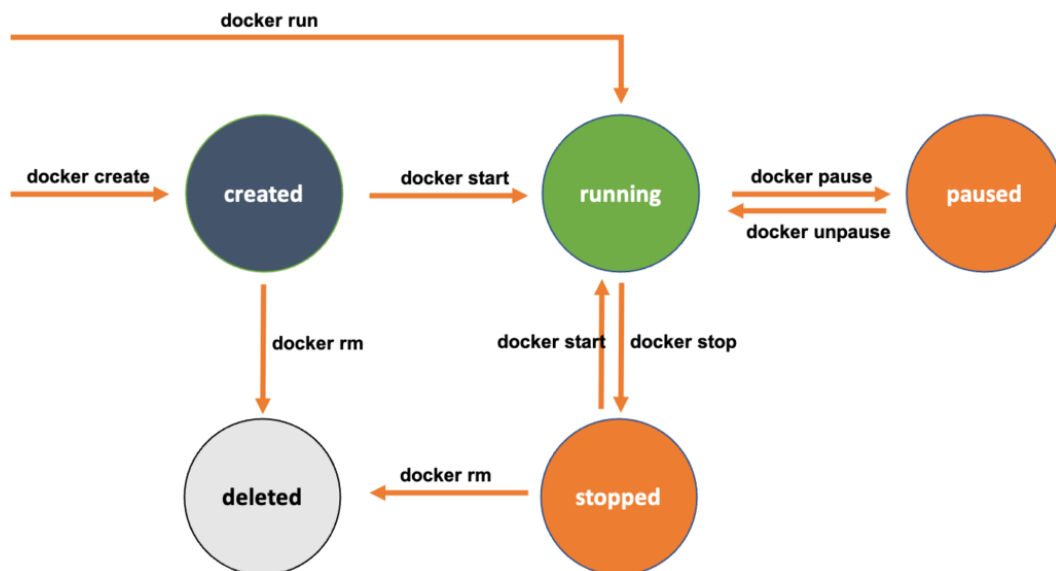 docker run
docker create
created
docker start
running
docker pause
paused
docker unpause
docker rm
docker start
docker stop
deleted
docker rm
stopped